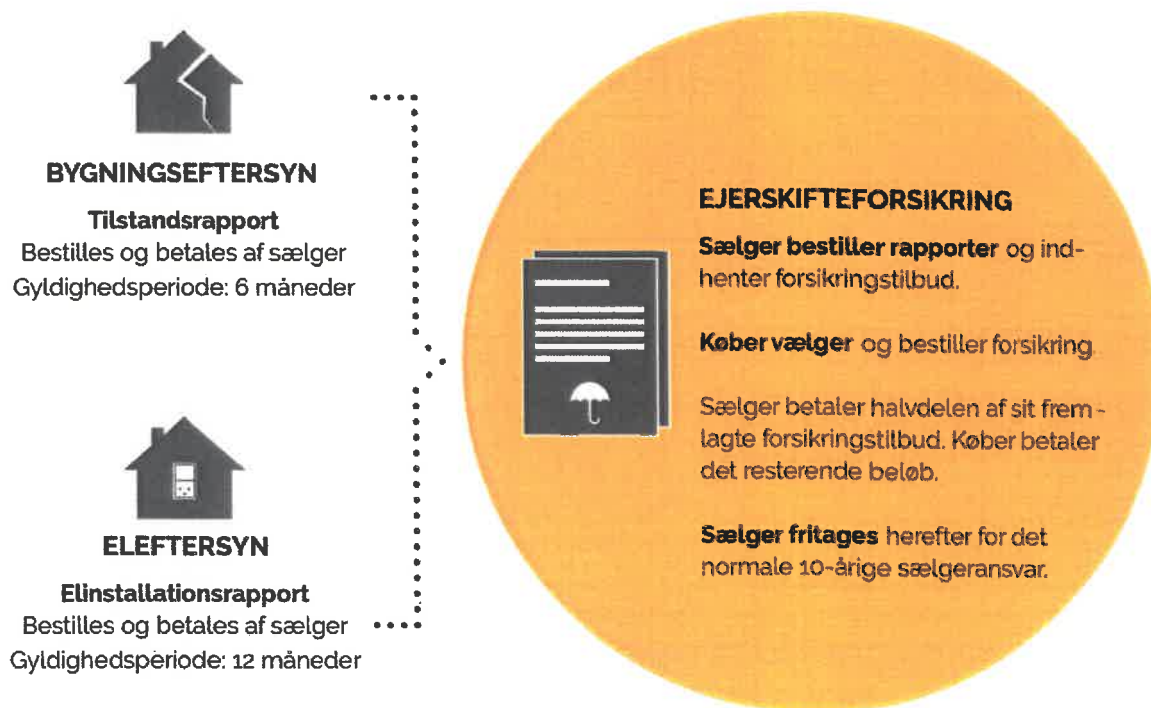 BYGNINGSEFTERSYN
Tilstandsrapport
Bestilles og betales af sælger
Gyldighedsperiode: 6 måneder
ELEFTERSYN
Elinstallationsrapport
Bestilles og betales af sælger
Gyldighedsperiode: 12 måneder
EJERSKIFTEFORSIKRING
Sælger bestiller rapporter og ind-
henter forsikringstilbud.
Køber vælger og bestiller forsikring
Sælger betaler halvdelen af sit frem-
lagte forsikringstilbud. Køber betaler
det resterende beløb.
Sælger fritages herefter for det
normale 10-årige sælgeransvar.